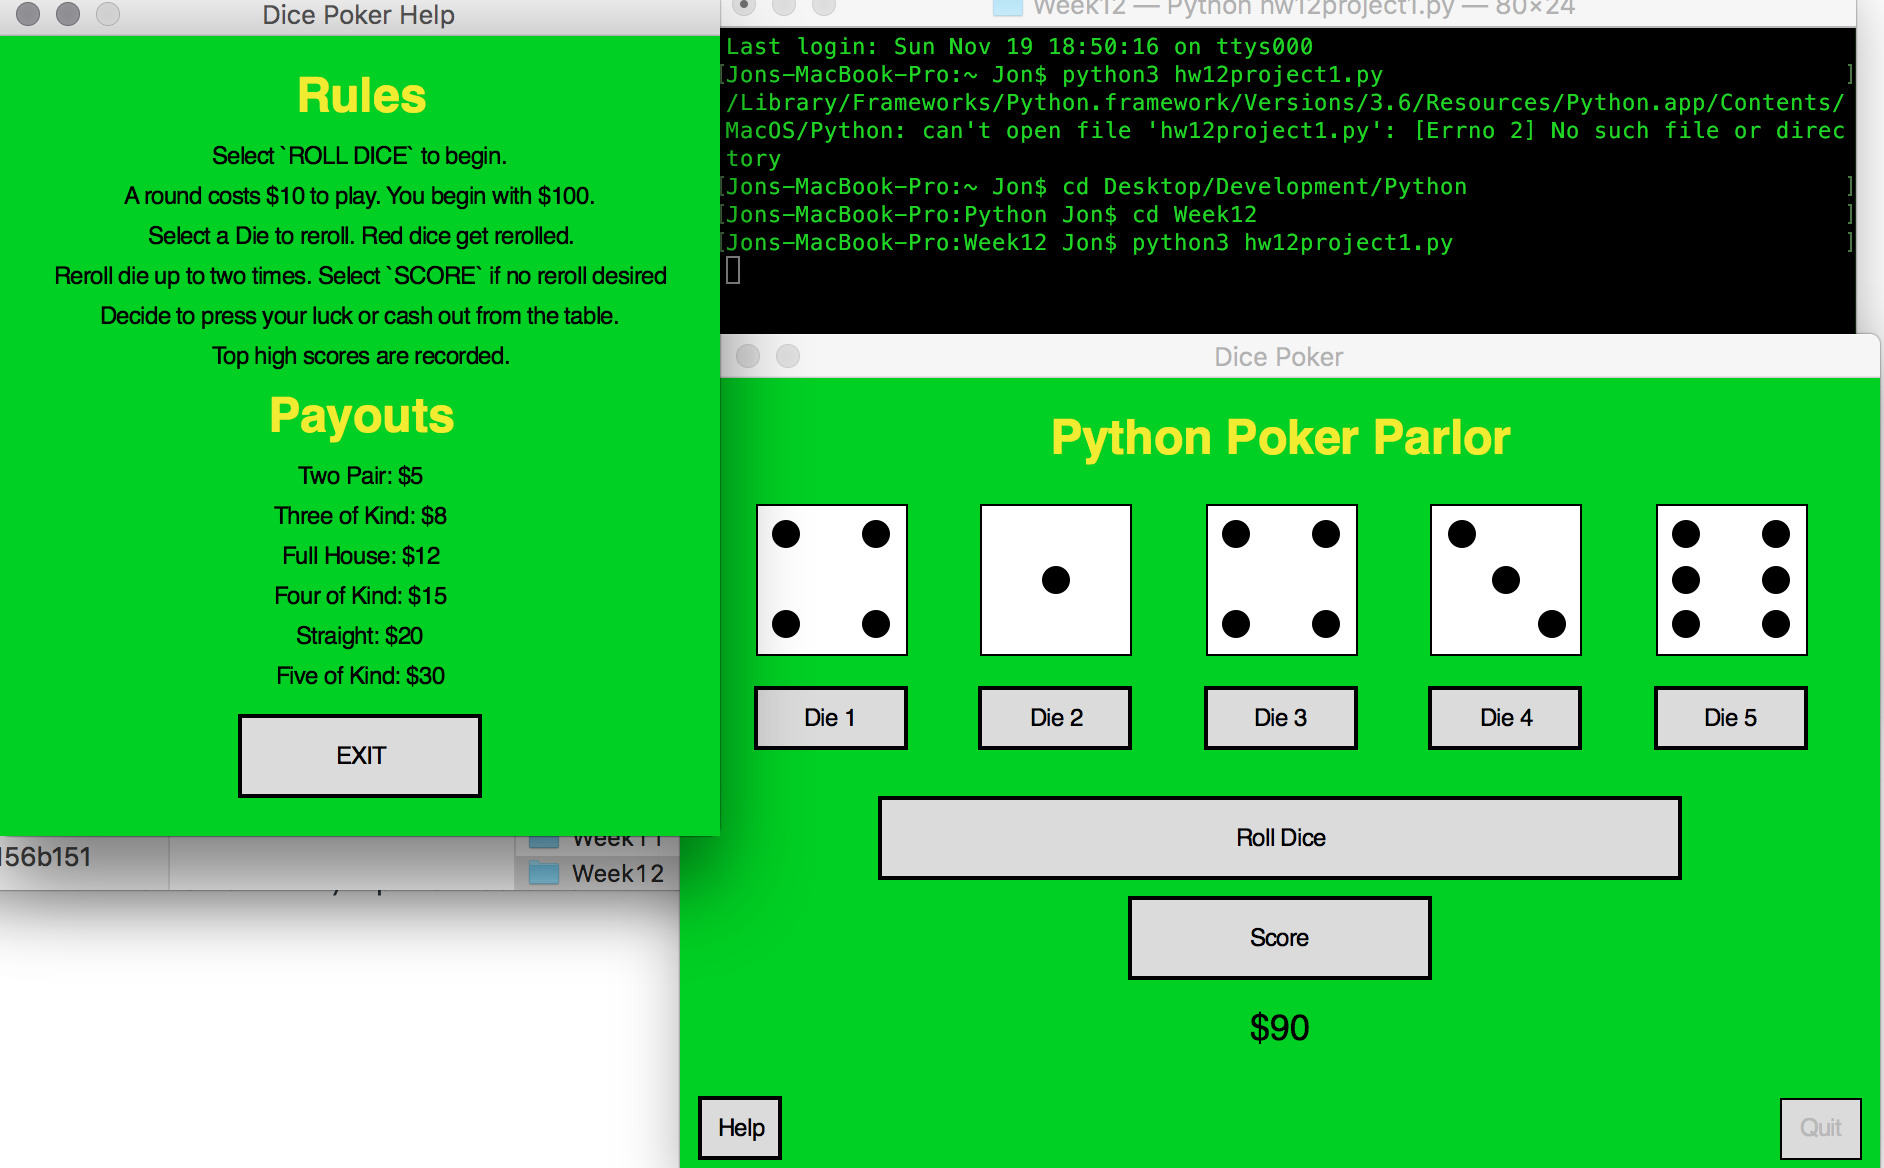 Dice Poker Help
Rules
Select `ROLL DICE` to begin.
A round costs $10 to play. You begin with $100.
Select a Die to reroll. Red dice get rerolled.
Reroll die up to two times. Select `SCORE` if no reroll desired
Decide to press your luck or cash out from the table.
Top high scores are recorded.
Payouts
Two Pair: $5
Three of Kind: $8
Full House: $12
Four of Kind: $15
Straight: $20
Five of Kind: $30
EXIT
156b151
Week11
Week12
Week12 — Python hw12project1.py — 80×24
Last login: Sun Nov 19 18:50:16 on ttys000
[Jons-MacBook-Pro:~ Jon$ python3 hw12project1.py ]
/Library/Frameworks/Python.framework/Versions/3.6/Resources/Python.app/Contents/
MacOS/Python: can't open file 'hw12project1.py': [Errno 2] No such file or direc
tory
[Jons-MacBook-Pro:~ Jon$ cd Desktop/Development/Python ]
[Jons-MacBook-Pro:Python Jon$ cd Week12 ]
[Jons-MacBook-Pro:Week12 Jon$ python3 hw12project1.py ]
Dice Poker
Python Poker Parlor
Die 1
Die 2
Die 3
Die 4
Die 5
Roll Dice
Score
$90
Help
Quit